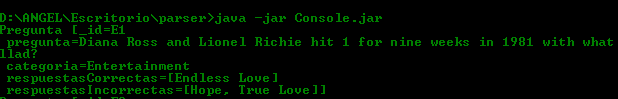 D:\ANGEL\Escritorio\parser>java -jar Console.jar
Pregunta [_id=E1
pregunta=Diana Ross and Lionel Richie hit 1 for nine weeks in 1981 with what
llad?
categoria=Entertainment
respuestasCorrectas=[Endless Love]
respuestasIncorrectas=[Hope, True Love]]